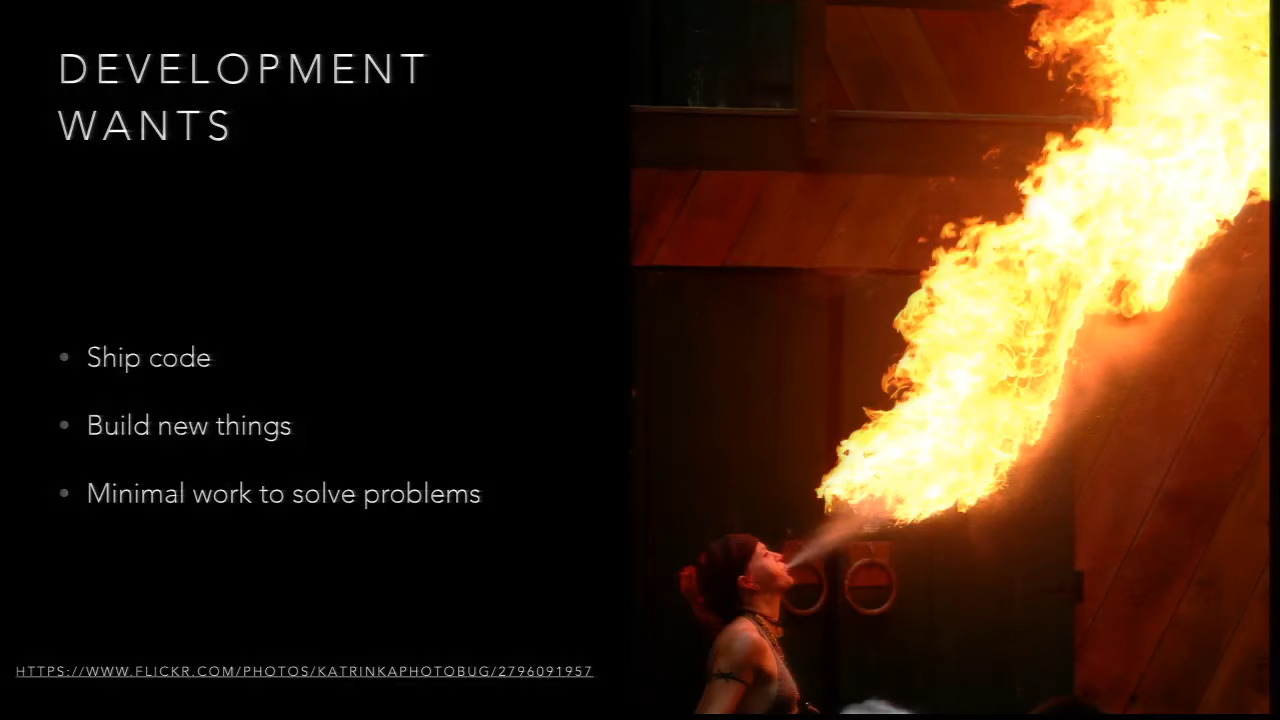 DEVELOPMENT
WANTS
• Ship code
• Build new things
• Minimal work to solve problems
HTTPS://WWW.FLICKR.COM/PHOTOS/KATRINKAPHOTOBUG/2796091957